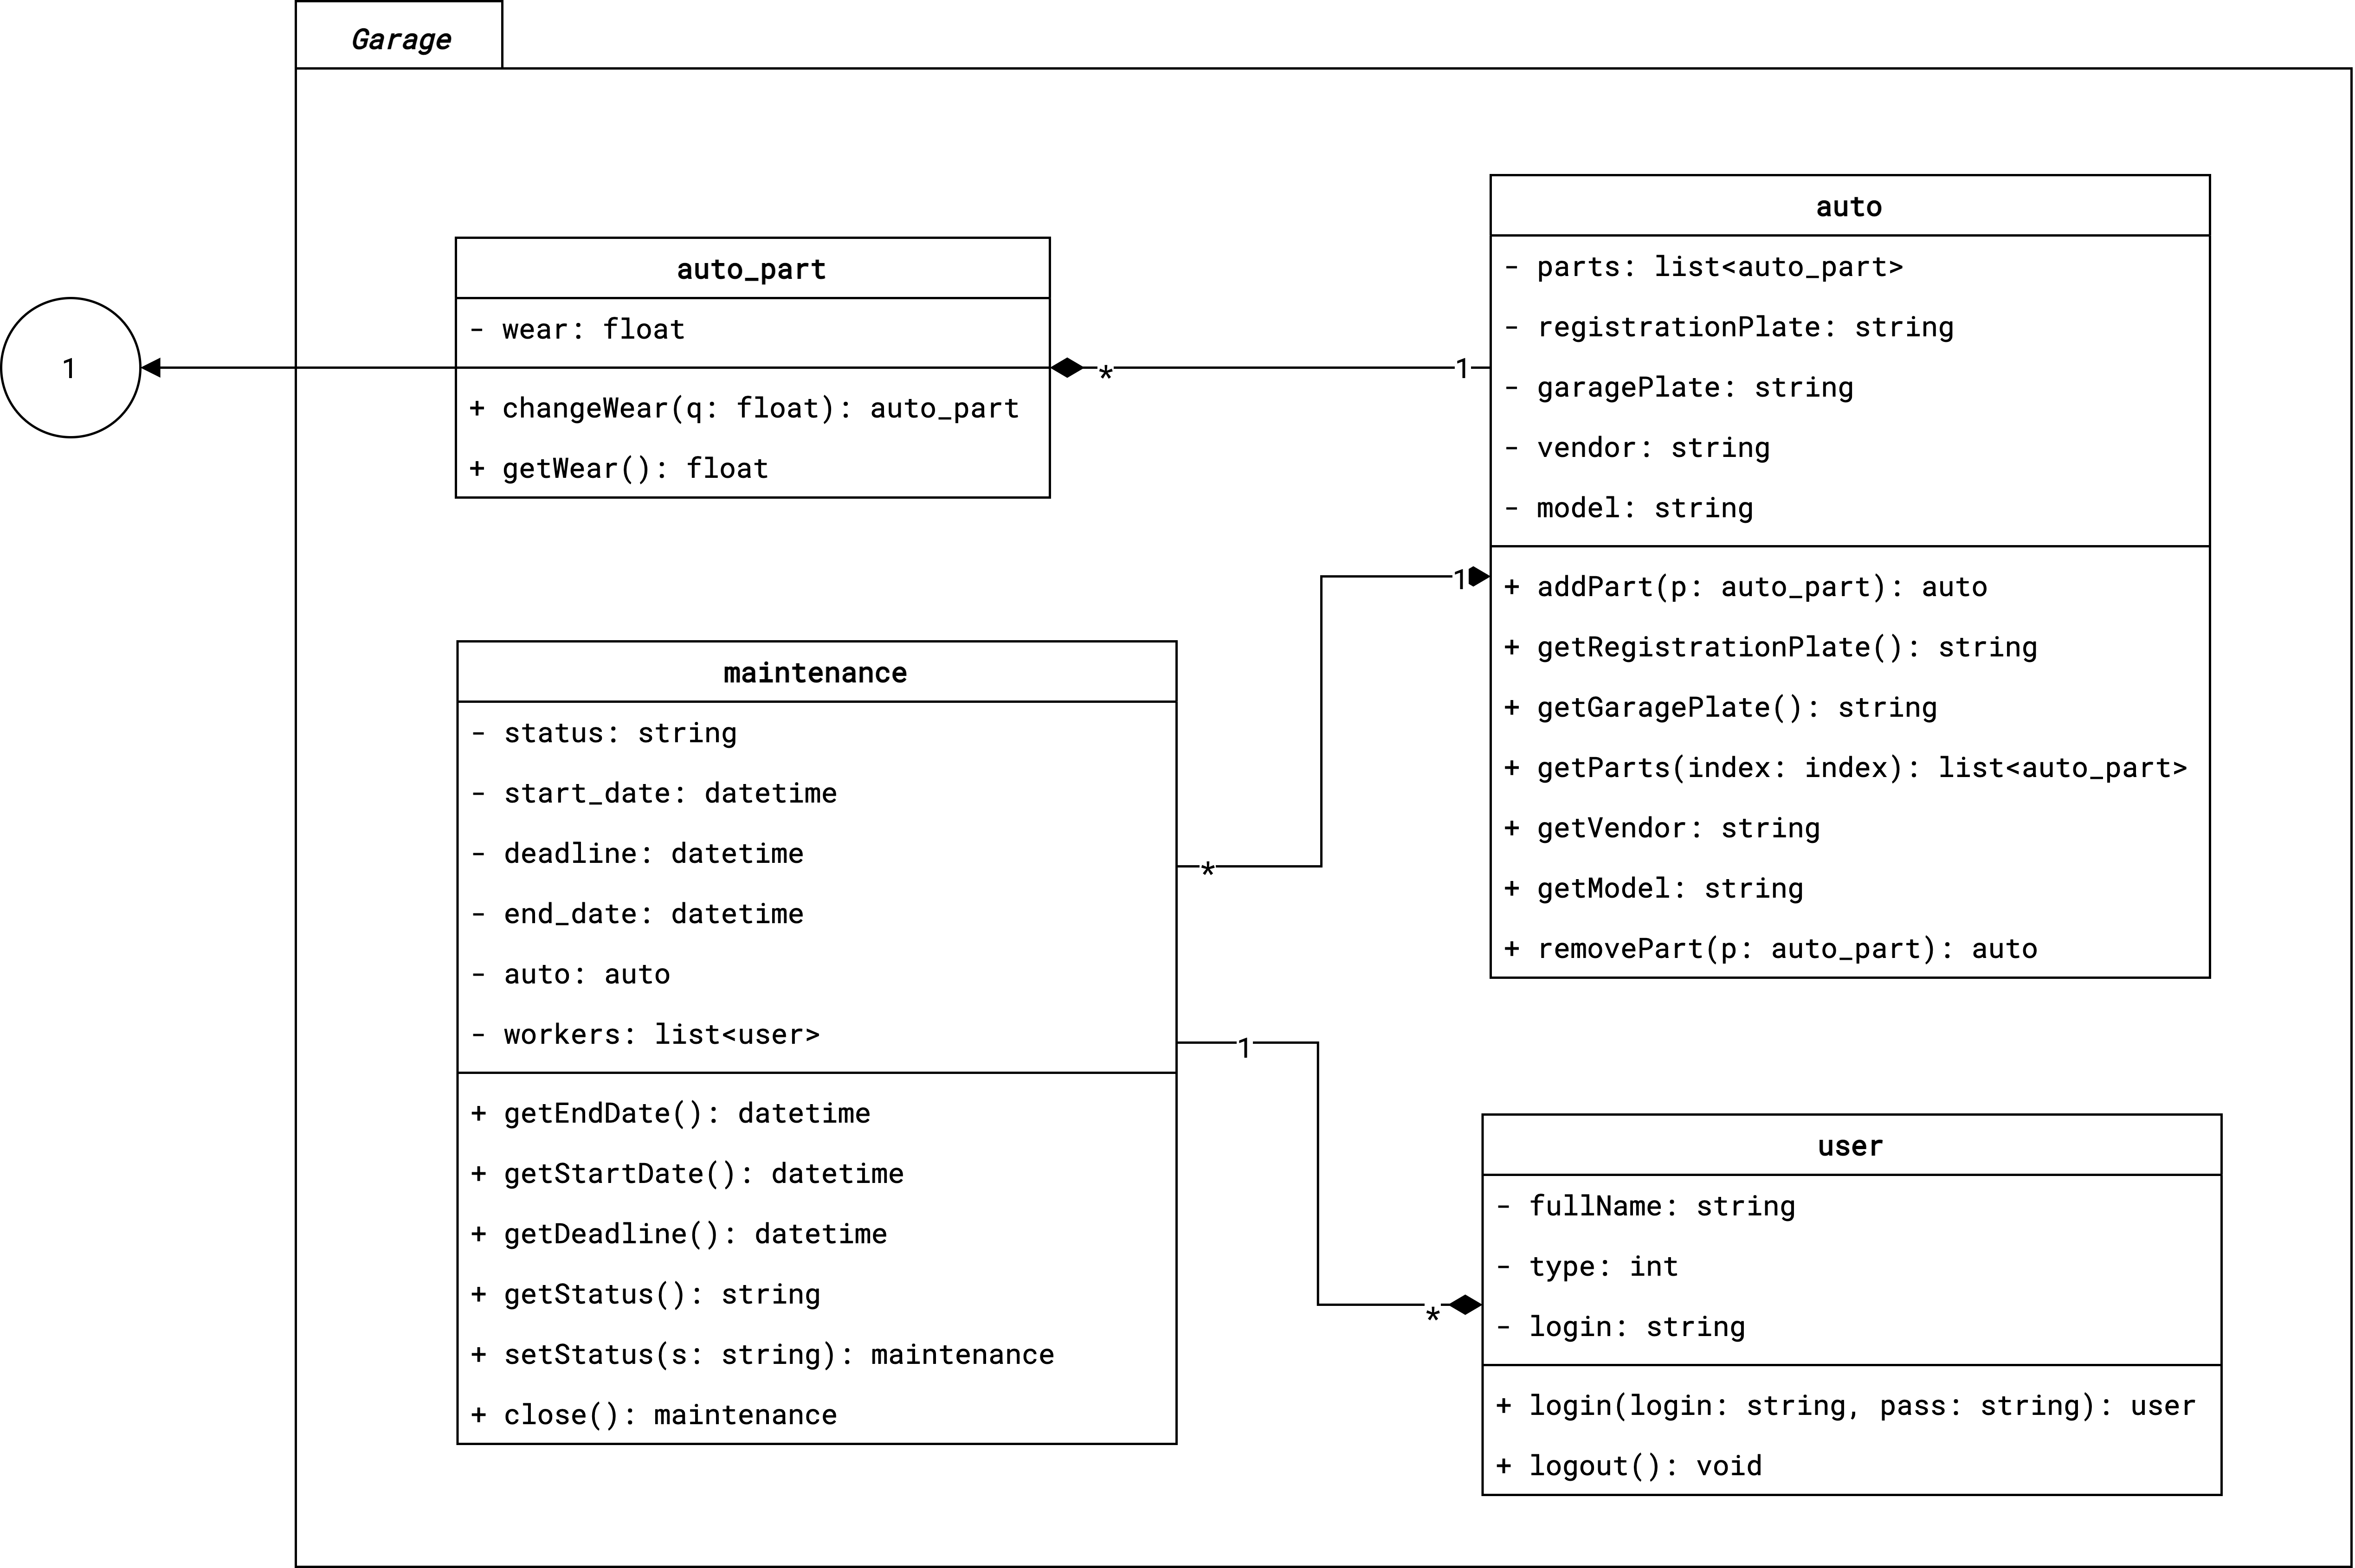 Garage
1
auto_part
- wear: float
+ changeWear(q: float): auto_part
+ getWear(): float
*
1
auto
- parts: list<auto_part>
- registrationPlate: string
- garagePlate: string
- vendor: string
- model: string
+ addPart(p: auto_part): auto
+ getRegistrationPlate(): string
+ getGaragePlate(): string
+ getParts(index: index): list<auto_part>
+ getVendor: string
+ getModel: string
+ removePart(p: auto_part): auto
1
*
maintenance
- status: string
- start_date: datetime
- deadline: datetime
- end_date: datetime
- auto: auto
- workers: list<user>
+ getEndDate(): datetime
+ getStartDate(): datetime
+ getDeadline(): datetime
+ getStatus(): string
+ setStatus(s: string): maintenance
+ close(): maintenance
1
*
user
- fullName: string
- type: int
- login: string
+ login(login: string, pass: string): user
+ logout(): void